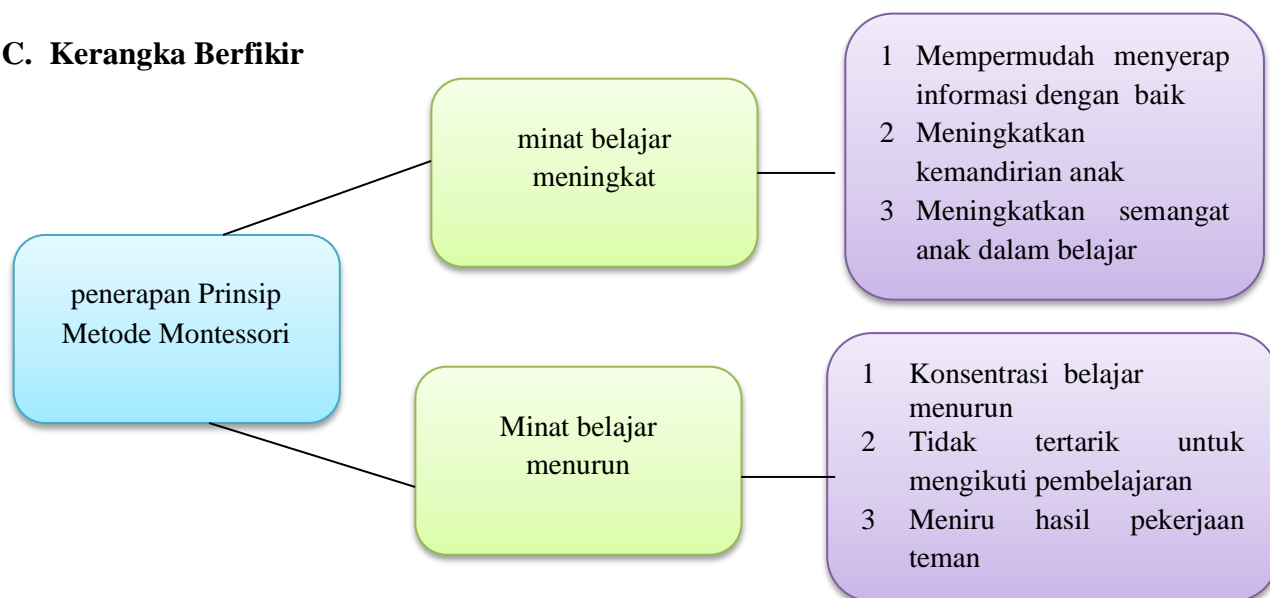 C. Kerangka Berfikir
penerapan Prinsip
Metode Montessori
minat belajar
meningkat
1 Mempermudah menyerap
informasi dengan baik
2 Meningkatkan
kemandirian anak
3 Meningkatkan semangat
anak dalam belajar
Minat belajar
menurun
1 Konsentrasi belajar
menurun
2 Tidak tertarik untuk
mengikuti pembelajaran
3 Meniru hasil pekerjaan
teman